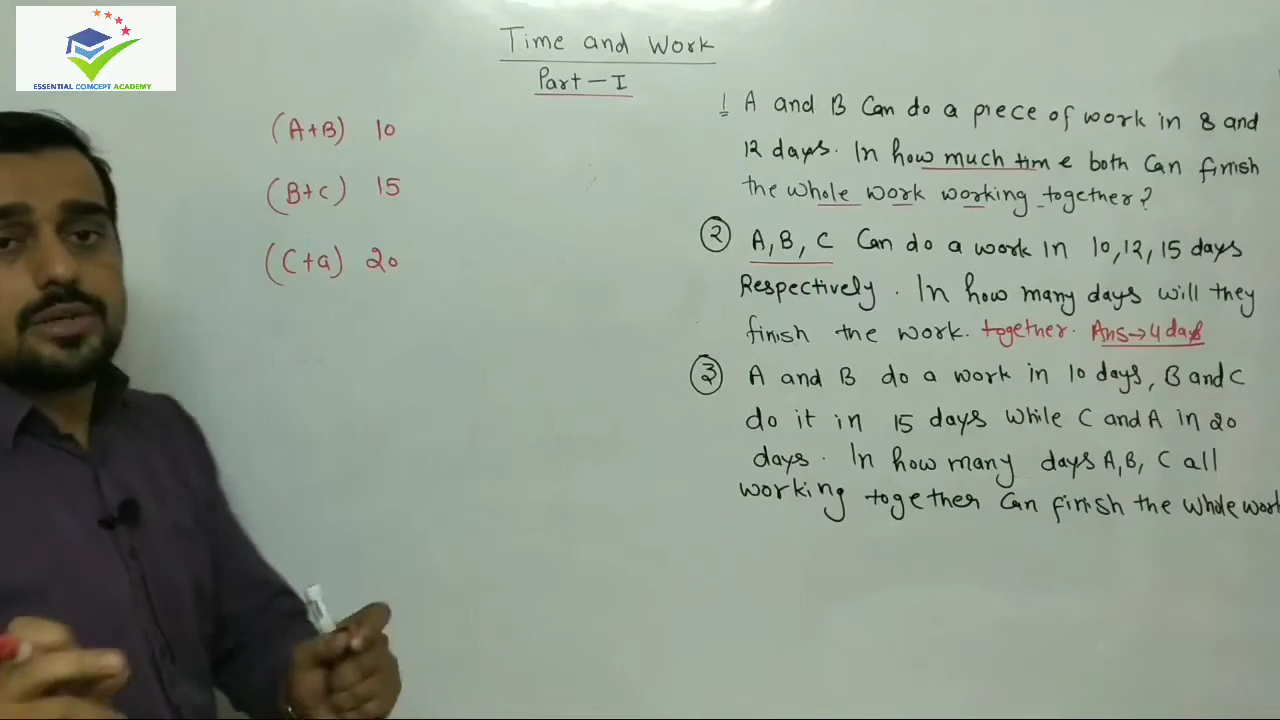 ESSENTIAL CONCEPT ACADEMY
Time and Work
Part-I
(A+B) 10
(B+C) 15
(C+a) 20
1 A and B Can do a piece of work in 8 and
12 days. In how much time both Can finish
the whole work working together?
2 A, B, C Can do a work in 10, 12, 15 days
Respectively. In how many days will they
finish the work. together. Ans→4 days
3 A and B do a work in 10 days, B and C
do it in 15 days while C and A in 20
days. In how many days A, B, C all
working together Can finish the whole work